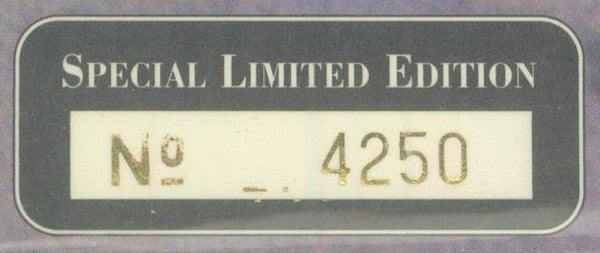 SPECIAL LIMITED EDITION
Nº 4250